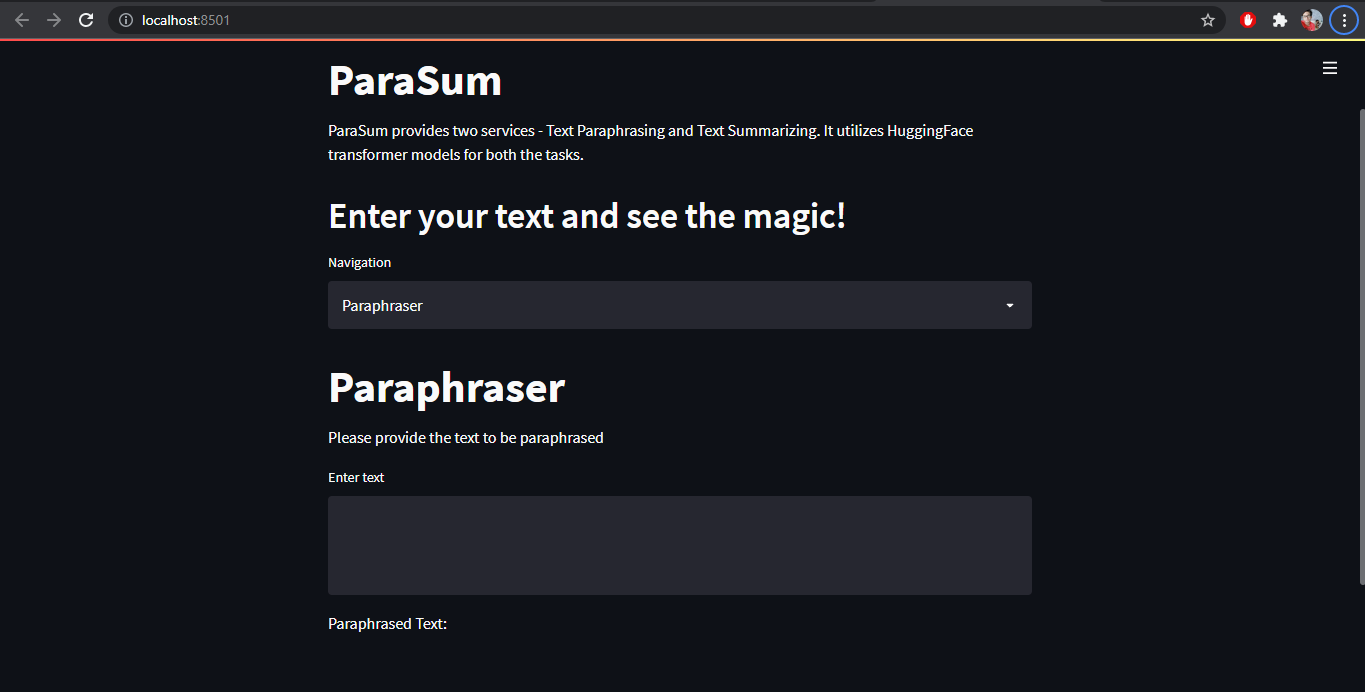 localhost:8501
ParaSum
ParaSum provides two services - Text Paraphrasing and Text Summarizing. It utilizes HuggingFace
transformer models for both the tasks.
Enter your text and see the magic!
Navigation
Paraphraser
Paraphraser
Please provide the text to be paraphrased
Enter text
Paraphrased Text: